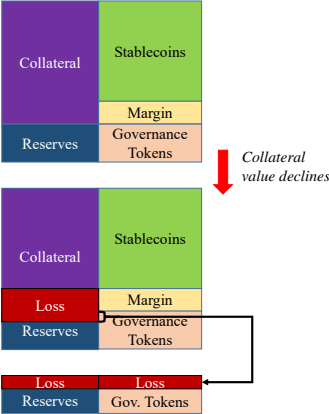 Collateral
Stablecoins
Margin
Reserves
Governance
Tokens
Collateral
value declines
Collateral
Stablecoins
Loss
Margin
Reserves
Governance
Tokens
Loss
Loss
Reserves
Gov. Tokens